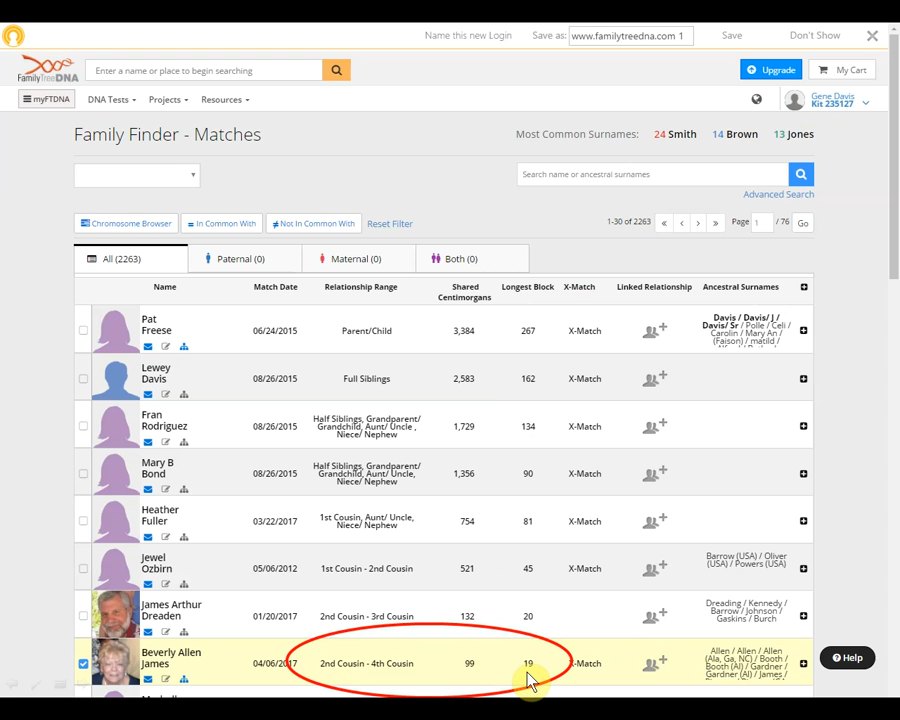 Name this new Login Save as: www.familytreedna.com 1 Save Don't Show
FamilyTreeDNA Enter a name or place to begin searching Upgrade My Cart
myFTDNA DNA Tests Projects Resources Gene Davis
Kit 235127
Family Finder - Matches Most Common Surnames: 24 Smith 14 Brown 13 Jones
Search name or ancestral surnames
Advanced Search
Chromosome Browser In Common With Not In Common With Reset Filter 1-30 of 2263 « ‹ › » Page 1 / 76 Go
All (2263) Paternal (0) Maternal (0) Both (0)
Name Match Date Relationship Range Shared Centimorgans Longest Block X-Match Linked Relationship Ancestral Surnames
Pat Freese 06/24/2015 Parent/Child 3,384 267 X-Match
Davis / Davis/ J /
Davis/ Sr / Polle / Celi /
Carolin / Mary An /
(Faison) / matild /
Lewey Davis 08/26/2015 Full Siblings 2,583 162 X-Match
Fran Rodriguez 08/26/2015 Half Siblings, Grandparent/ Grandchild, Aunt/ Uncle , Niece/ Nephew 1,729 134 X-Match
Mary B Bond 08/26/2015 Half Siblings, Grandparent/ Grandchild, Aunt/ Uncle, Niece/ Nephew 1,356 90 X-Match
Heather Fuller 03/22/2017 1st Cousin, Aunt/ Uncle, Niece/ Nephew 754 81 X-Match
Jewel Ozbirn 05/06/2012 1st Cousin - 2nd Cousin 521 45 X-Match
Barrow (USA) / Oliver
(USA) / Powers (USA)
James Arthur Dreaden 01/20/2017 2nd Cousin - 3rd Cousin 132 20 X-Match
Dreading / Kennedy /
Barrow / Johnson /
Gaskins / Burch
Beverly Allen James 04/06/2017 2nd Cousin - 4th Cousin 99 19 X-Match
Allen / Allen
(Ala, Ga, NC) / Booth /
Booth (Al) / Gardner /
Gardner (Al) / James /
Help